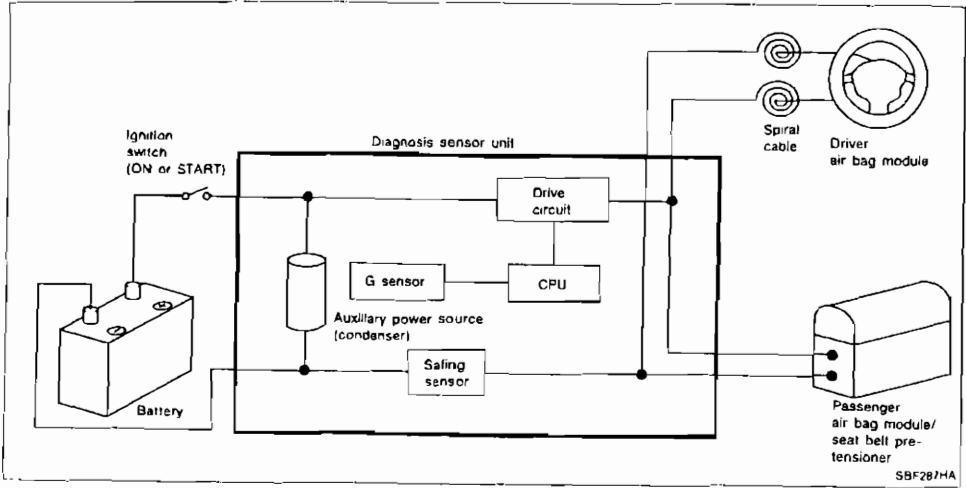 Ignition
switch
(ON or START)
Diagnosis sensor unit
Spiral
cable
Driver
air bag module
Drive
circuit
G sensor
CPU
Auxiliary power source
(condenser)
Safing
sensor
Battery
Passenger
air bag module/
seat belt pre-
tensioner
SBF287HA